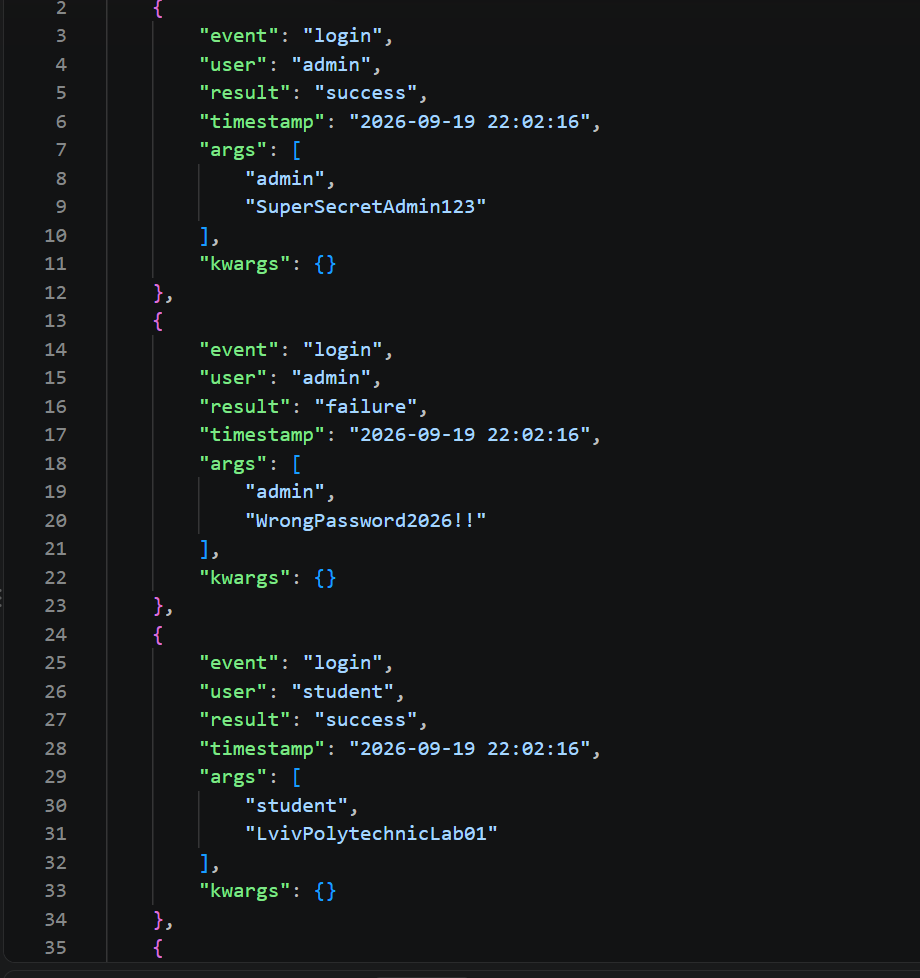 2 {
3 "event": "login",
4 "user": "admin",
5 "result": "success",
6 "timestamp": "2026-09-19 22:02:16",
7 "args": [
8 "admin",
9 "SuperSecretAdmin123"
10 ],
11 "kwargs": {}
12 },
13 {
14 "event": "login",
15 "user": "admin",
16 "result": "failure",
17 "timestamp": "2026-09-19 22:02:16",
18 "args": [
19 "admin",
20 "WrongPassword2026!!"
21 ],
22 "kwargs": {}
23 },
24 {
25 "event": "login",
26 "user": "student",
27 "result": "success",
28 "timestamp": "2026-09-19 22:02:16",
29 "args": [
30 "student",
31 "LvivPolytechnicLab01"
32 ],
33 "kwargs": {}
34 },
35 {